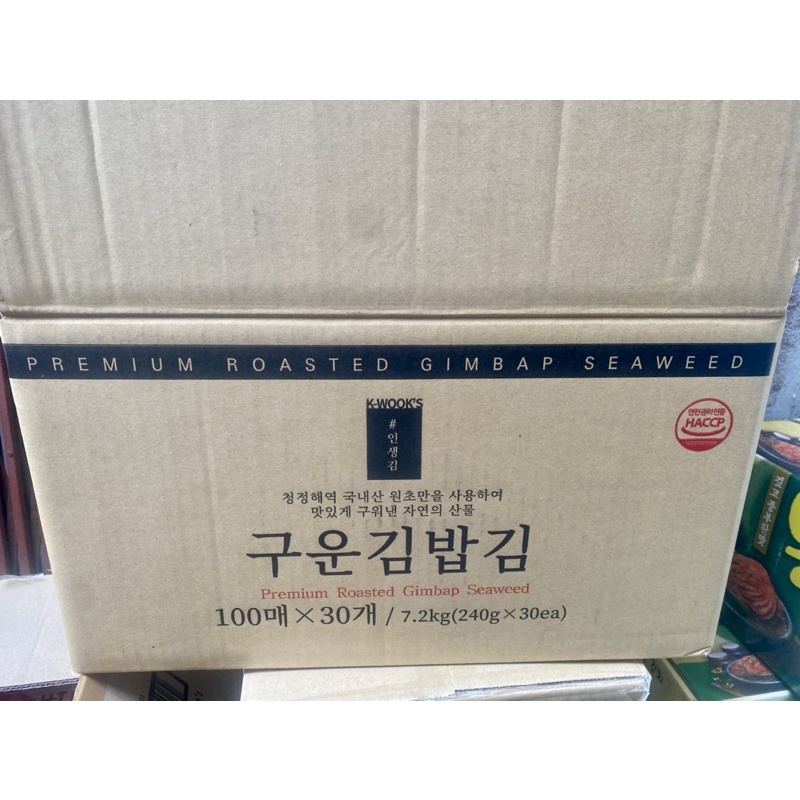 PREMIUM ROASTED GIMBAP SEAWEED
K-WOOK'S
#인생김
안전관리인증
HACCP
청정해역 국내산 원초만을 사용하여
맛있게 구워낸 자연의 산물
구운김밥김
Premium Roasted Gimbap Seaweed
100매×30개 / 7.2kg(240g×30ea)